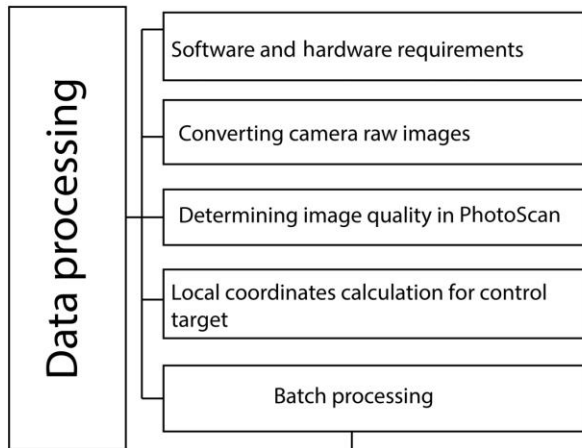 Data processing
Software and hardware requirements
Converting camera raw images
Determining image quality in PhotoScan
Local coordinates calculation for control
target
Batch processing